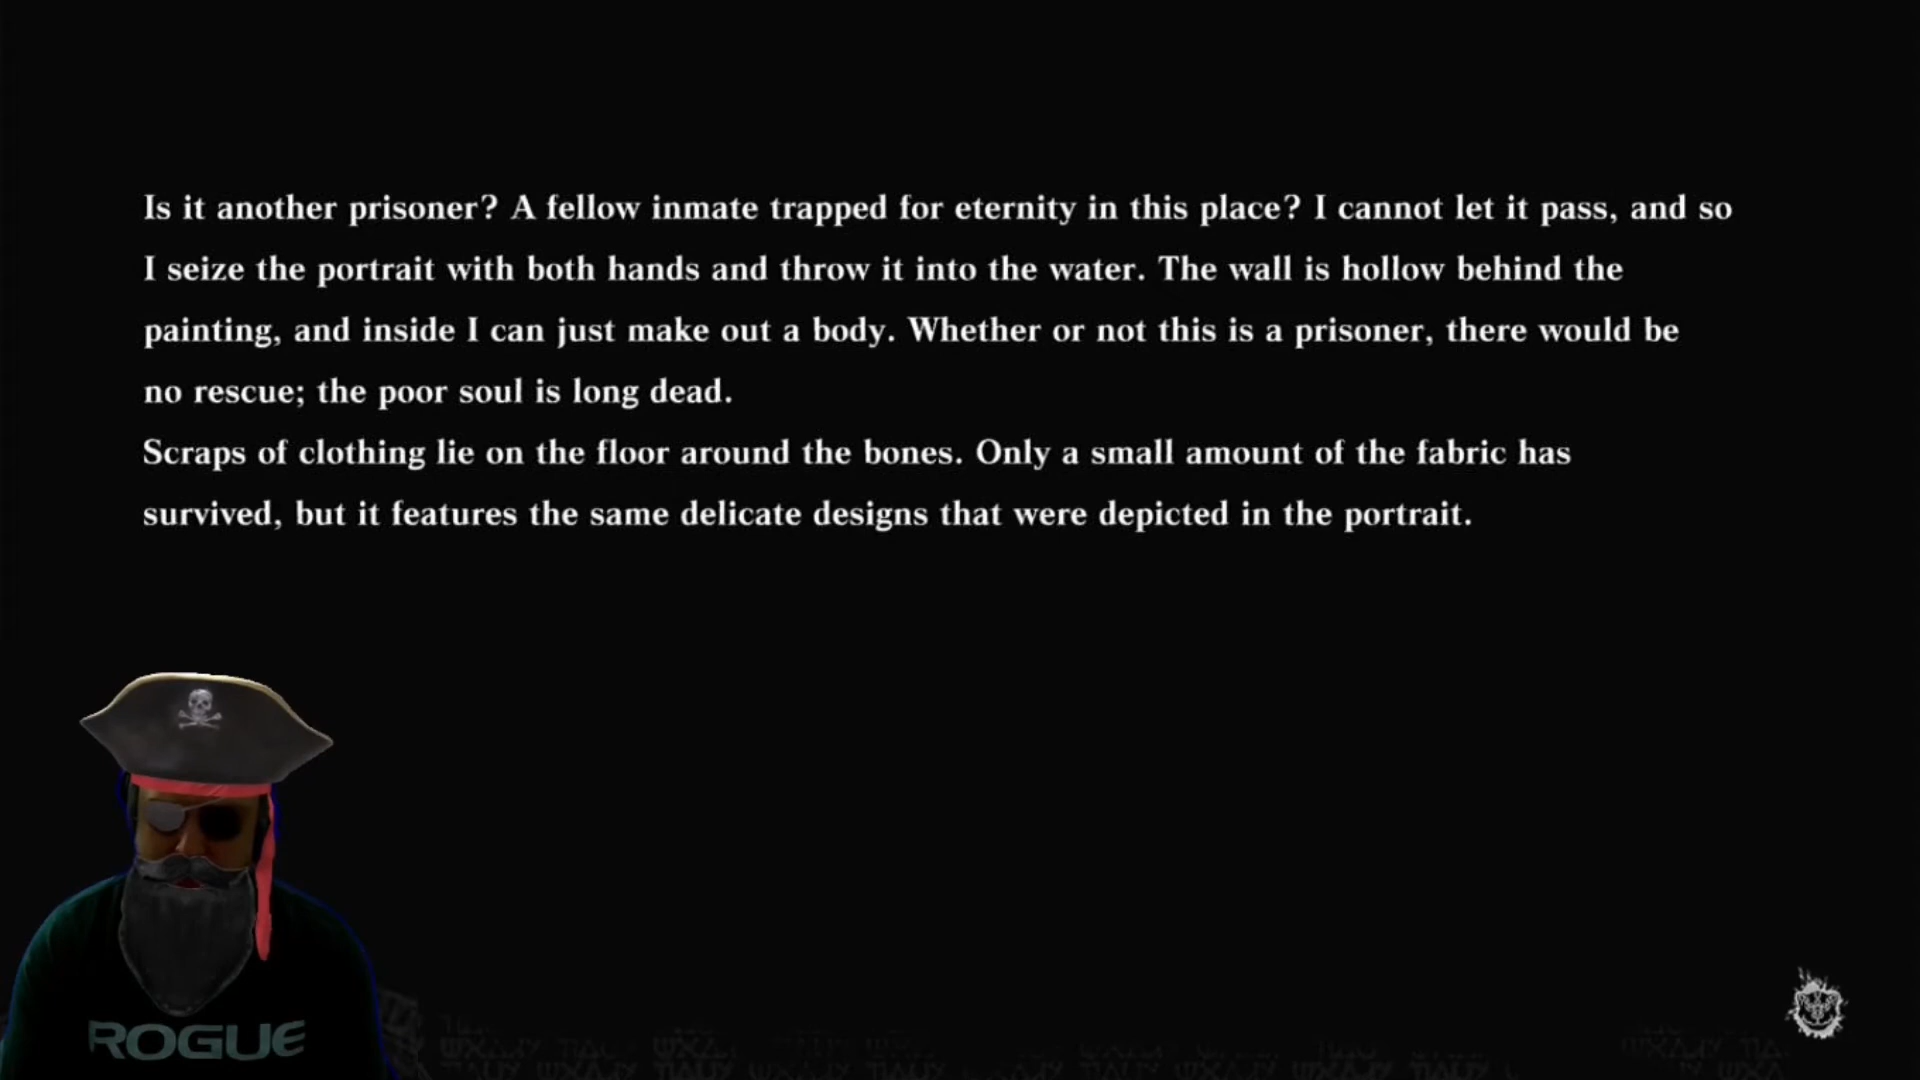 Is it another prisoner? A fellow inmate trapped for eternity in this place? I cannot let it pass, and so
I seize the portrait with both hands and throw it into the water. The wall is hollow behind the
painting, and inside I can just make out a body. Whether or not this is a prisoner, there would be
no rescue; the poor soul is long dead.
Scraps of clothing lie on the floor around the bones. Only a small amount of the fabric has
survived, but it features the same delicate designs that were depicted in the portrait.
ROGUE